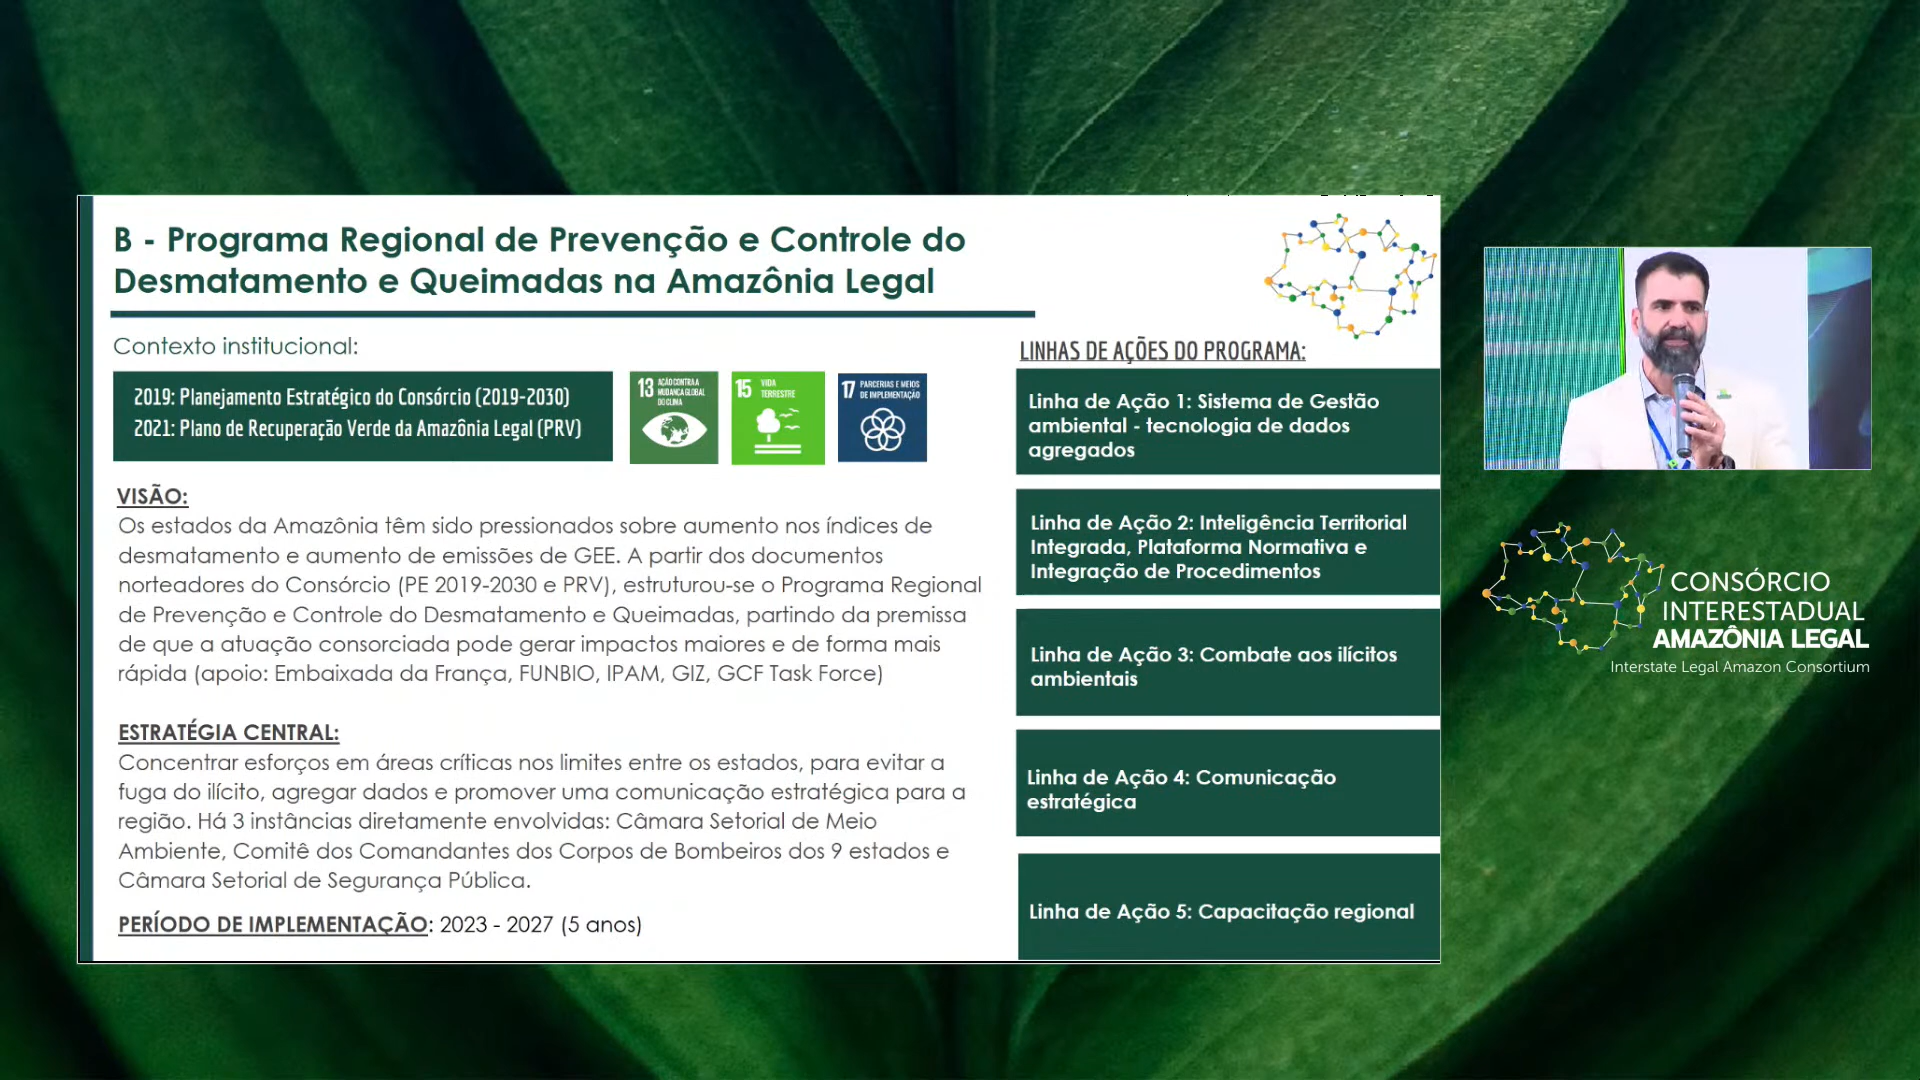 B - Programa Regional de Prevenção e Controle do
Desmatamento e Queimadas na Amazônia Legal
Contexto institucional:
2019: Planejamento Estratégico do Consórcio (2019-2030)
2021: Plano de Recuperação Verde da Amazônia Legal (PRV)
13 AÇÃO CONTRA A
MUDANÇA GLOBAL
DO CLIMA
15 VIDA
TERRESTRE
17 PARCERIAS E MEIOS
DE IMPLEMENTAÇÃO
VISÃO:
Os estados da Amazônia têm sido pressionados sobre aumento nos índices de
desmatamento e aumento de emissões de GEE. A partir dos documentos
norteadores do Consórcio (PE 2019-2030 e PRV), estruturou-se o Programa Regional
de Prevenção e Controle do Desmatamento e Queimadas, partindo da premissa
de que a atuação consorciada pode gerar impactos maiores e de forma mais
rápida (apoio: Embaixada da França, FUNBIO, IPAM, GIZ, GCF Task Force)
ESTRATÉGIA CENTRAL:
Concentrar esforços em áreas críticas nos limites entre os estados, para evitar a
fuga do ilícito, agregar dados e promover uma comunicação estratégica para a
região. Há 3 instâncias diretamente envolvidas: Câmara Setorial de Meio
Ambiente, Comitê dos Comandantes dos Corpos de Bombeiros dos 9 estados e
Câmara Setorial de Segurança Pública.
PERÍODO DE IMPLEMENTAÇÃO: 2023 - 2027 (5 anos)
LINHAS DE AÇÕES DO PROGRAMA:
Linha de Ação 1: Sistema de Gestão
ambiental - tecnologia de dados
agregados
Linha de Ação 2: Inteligência Territorial
Integrada, Plataforma Normativa e
Integração de Procedimentos
Linha de Ação 3: Combate aos ilícitos
ambientais
Linha de Ação 4: Comunicação
estratégica
Linha de Ação 5: Capacitação regional
CONSÓRCIO
INTERESTADUAL
AMAZÔNIA LEGAL
Interstate Legal Amazon Consortium